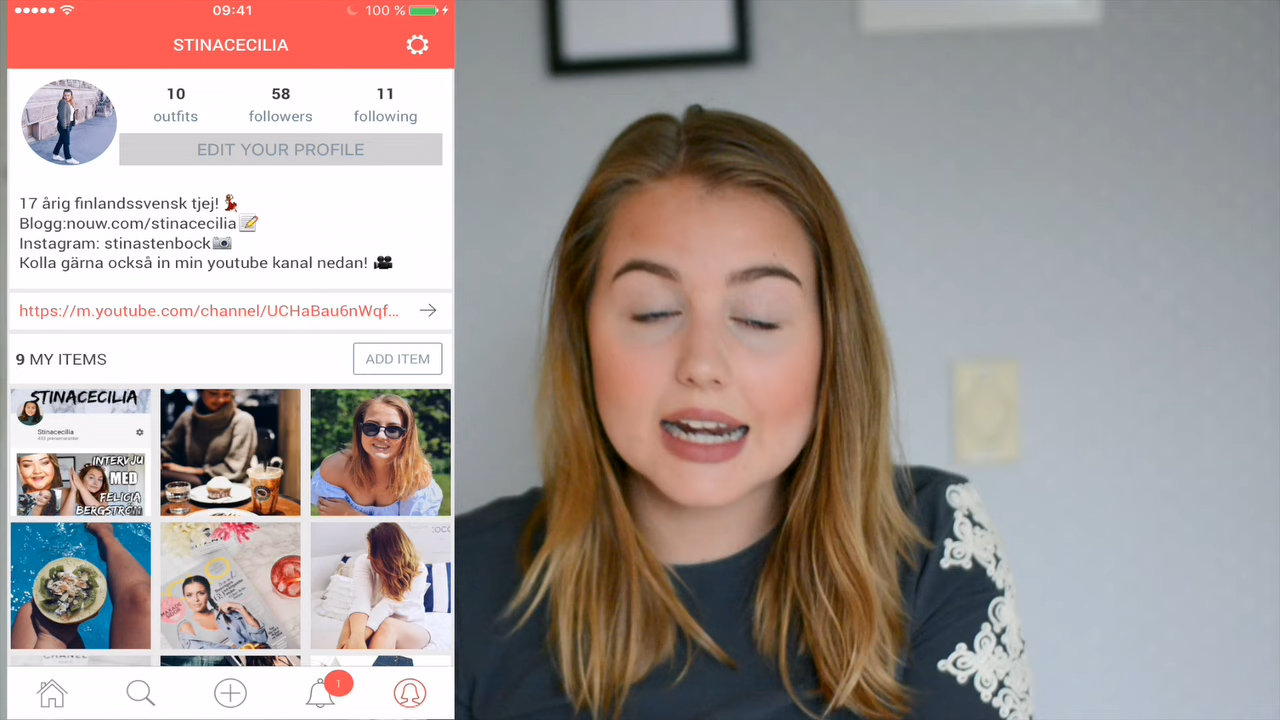 09:41
100 %
STINACECILIA
10
58
11
outfits
followers
following
EDIT YOUR PROFILE
17 årig finlandssvensk tjej! 💃
Blogg:nouw.com/stinacecilia📝
Instagram: stinastenbock📷
Kolla gärna också in min youtube kanal nedan! 🎥
https://m.youtube.com/channel/UCHaBau6nWqf...
9 MY ITEMS
ADD ITEM
STINACECILIA
Stinacecilia
INTERVJU
MED
FELICIA
BERGSTRÖM
CHANEL
1